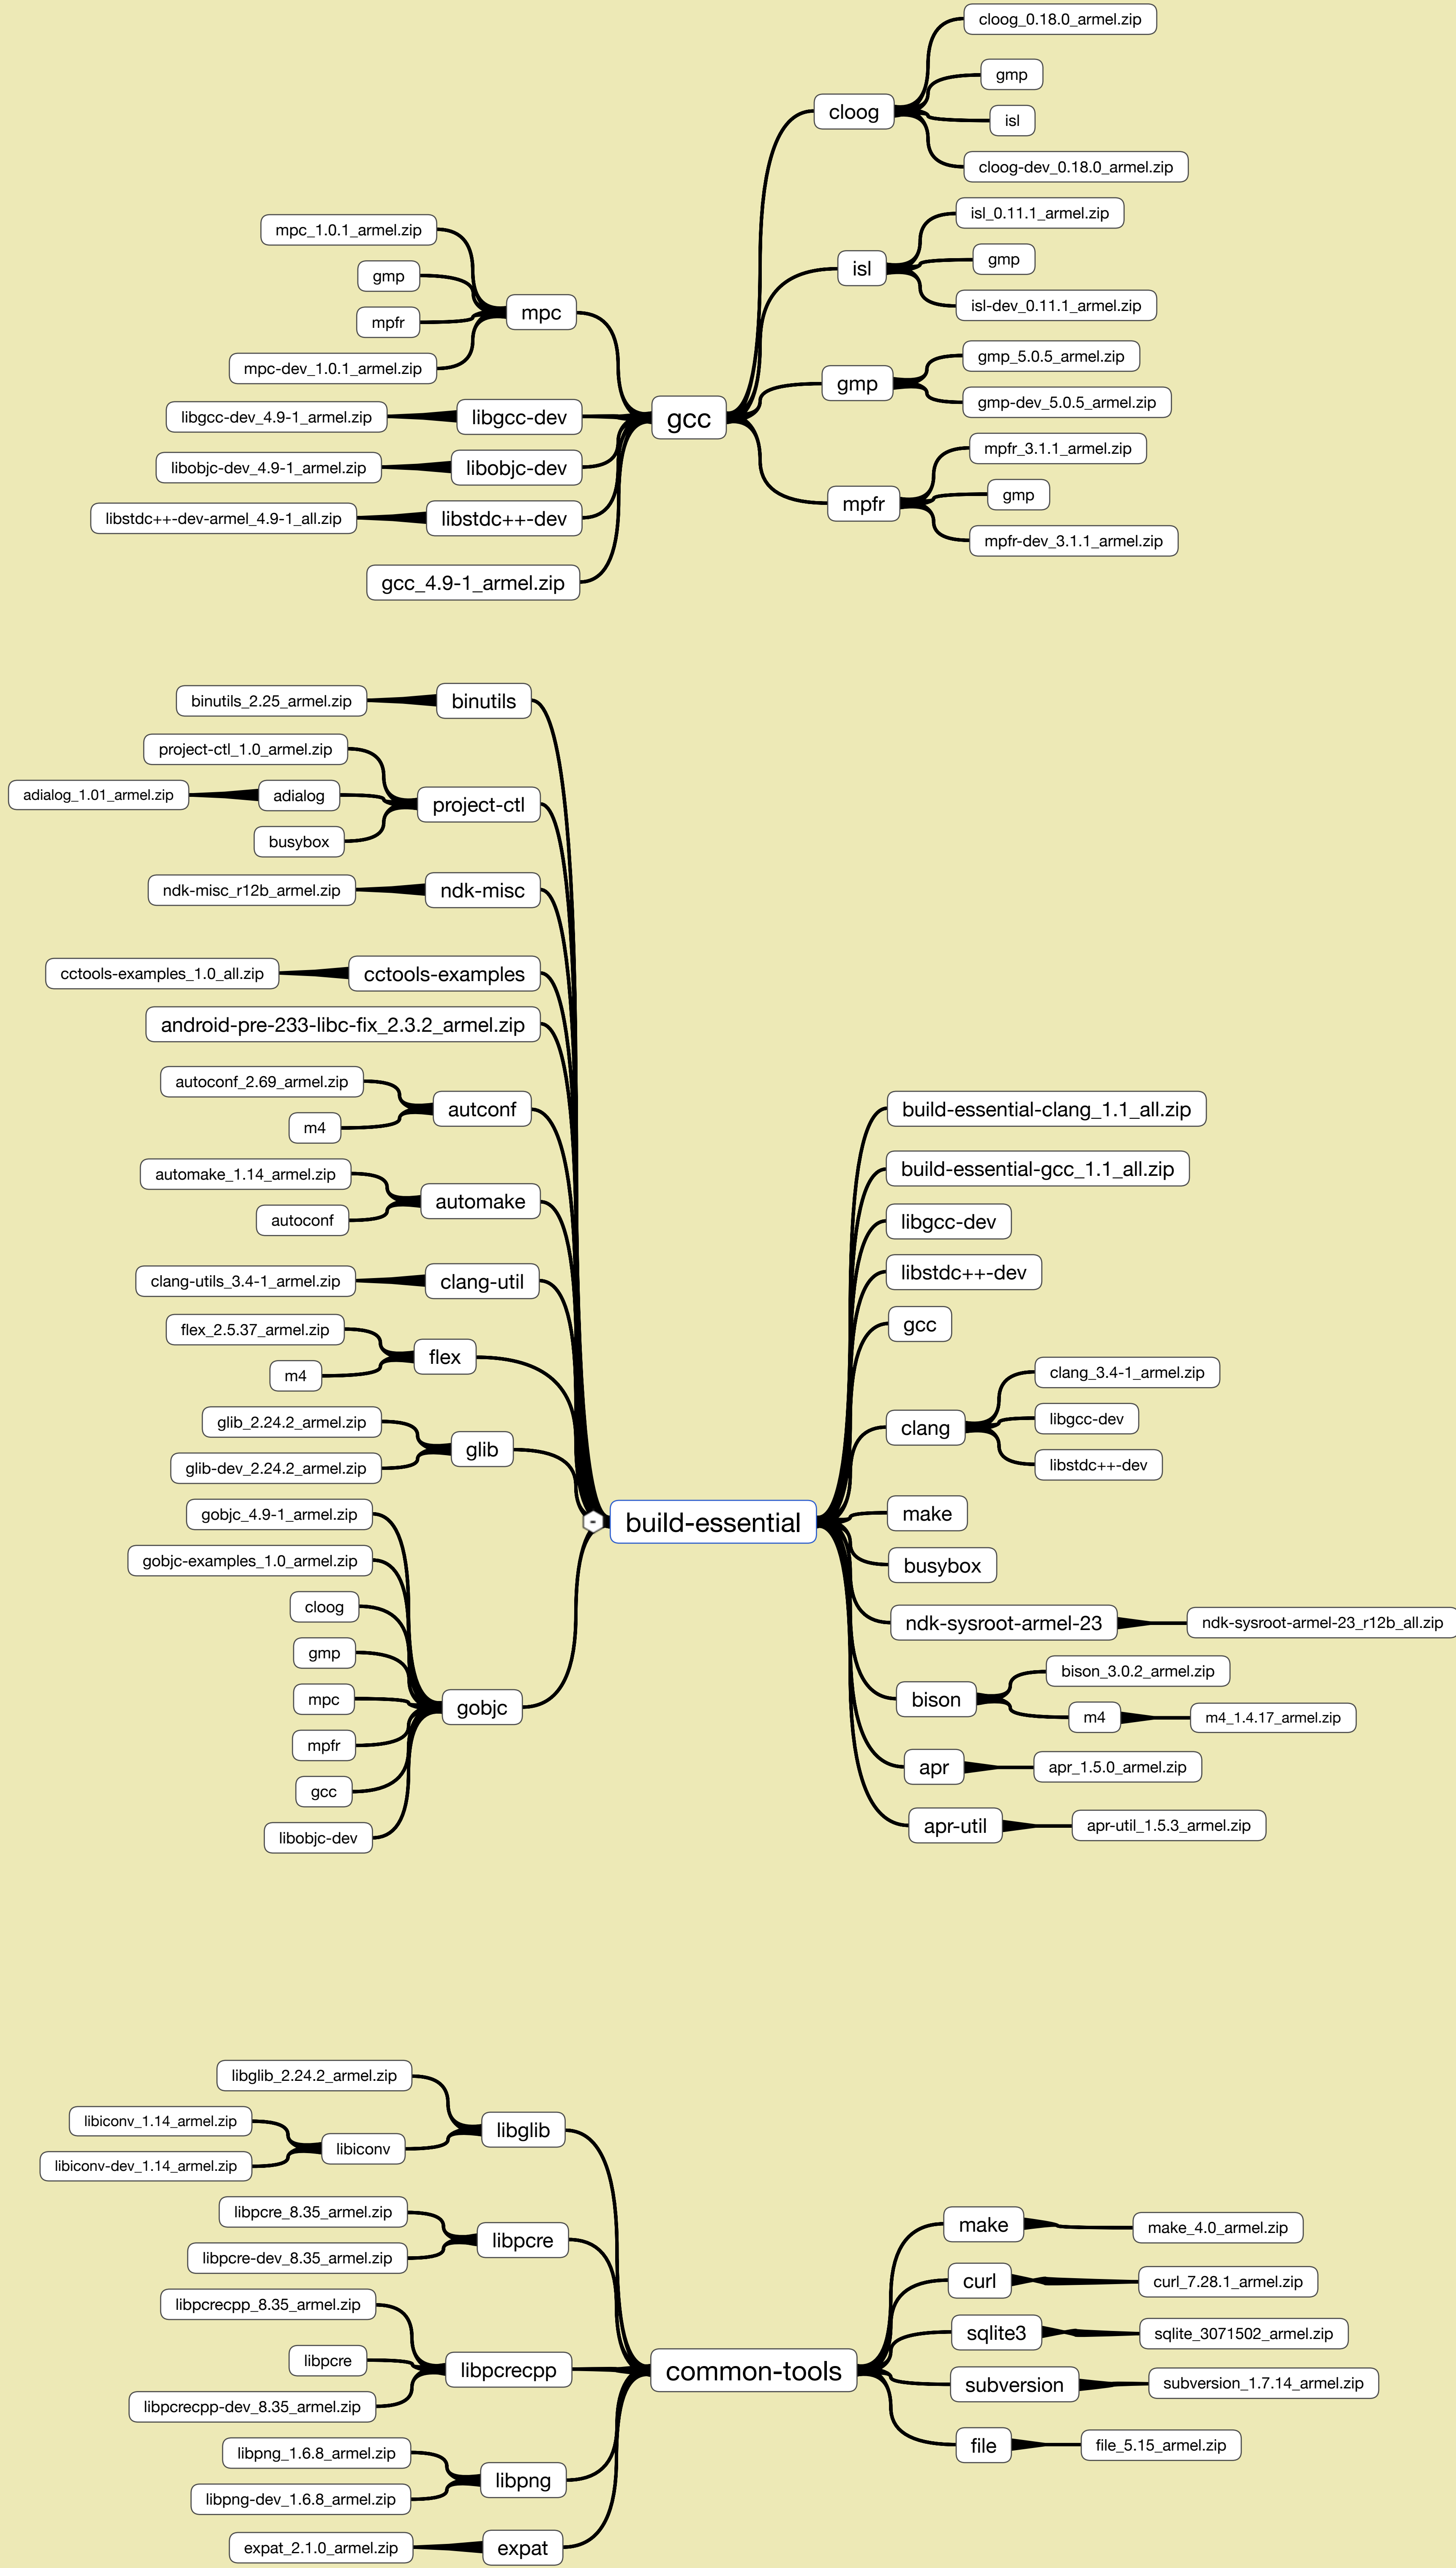 cloog_0.18.0_armel.zip
gmp
cloog
isl
cloog-dev_0.18.0_armel.zip
isl_0.11.1_armel.zip
isl
gmp
isl-dev_0.11.1_armel.zip
gmp_5.0.5_armel.zip
gmp
gmp-dev_5.0.5_armel.zip
mpfr_3.1.1_armel.zip
mpfr
gmp
mpfr-dev_3.1.1_armel.zip
gcc
mpc_1.0.1_armel.zip
gmp
mpc
mpfr
mpc-dev_1.0.1_armel.zip
libgcc-dev_4.9-1_armel.zip
libgcc-dev
libobjc-dev_4.9-1_armel.zip
libobjc-dev
libstdc++-dev-armel_4.9-1_all.zip
libstdc++-dev
gcc_4.9-1_armel.zip
binutils_2.25_armel.zip
binutils
project-ctl_1.0_armel.zip
adialog_1.01_armel.zip
adialog
project-ctl
busybox
ndk-misc_r12b_armel.zip
ndk-misc
cctools-examples_1.0_all.zip
cctools-examples
android-pre-233-libc-fix_2.3.2_armel.zip
autoconf_2.69_armel.zip
autconf
m4
automake_1.14_armel.zip
automake
autoconf
clang-utils_3.4-1_armel.zip
clang-util
flex_2.5.37_armel.zip
flex
m4
glib_2.24.2_armel.zip
glib
glib-dev_2.24.2_armel.zip
gobjc_4.9-1_armel.zip
gobjc-examples_1.0_armel.zip
cloog
gmp
mpc
gobjc
mpfr
gcc
libobjc-dev
build-essential
-
build-essential-clang_1.1_all.zip
build-essential-gcc_1.1_all.zip
libgcc-dev
libstdc++-dev
gcc
clang_3.4-1_armel.zip
clang
libgcc-dev
libstdc++-dev
make
busybox
ndk-sysroot-armel-23
ndk-sysroot-armel-23_r12b_all.zip
bison_3.0.2_armel.zip
bison
m4
m4_1.4.17_armel.zip
apr
apr_1.5.0_armel.zip
apr-util
apr-util_1.5.3_armel.zip
libglib_2.24.2_armel.zip
libiconv_1.14_armel.zip
libglib
libiconv
libiconv-dev_1.14_armel.zip
libpcre_8.35_armel.zip
libpcre
libpcre-dev_8.35_armel.zip
libpcrecpp_8.35_armel.zip
libpcre
libpcrecpp
libpcrecpp-dev_8.35_armel.zip
libpng_1.6.8_armel.zip
libpng
libpng-dev_1.6.8_armel.zip
expat_2.1.0_armel.zip
expat
common-tools
make
make_4.0_armel.zip
curl
curl_7.28.1_armel.zip
sqlite3
sqlite_3071502_armel.zip
subversion
subversion_1.7.14_armel.zip
file
file_5.15_armel.zip